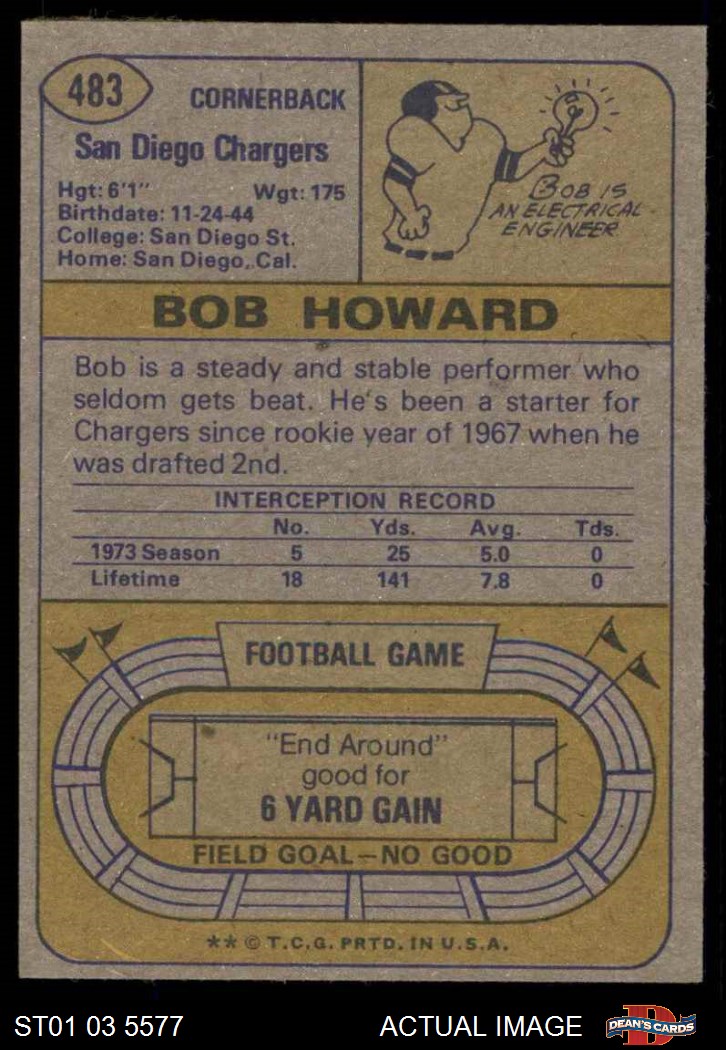 483
CORNERBACK
San Diego Chargers
Hgt: 6'1" Wgt: 175
Birthdate: 11-24-44
College: San Diego St.
Home: San Diego, Cal.
BOB IS
AN ELECTRICAL
ENGINEER
BOB HOWARD
Bob is a steady and stable performer who
seldom gets beat. He's been a starter for
Chargers since rookie year of 1967 when he
was drafted 2nd.
INTERCEPTION RECORD
No. Yds. Avg. Tds.
1973 Season 5 25 5.0 0
Lifetime 18 141 7.8 0
FOOTBALL GAME
"End Around"
good for
6 YARD GAIN
FIELD GOAL—NO GOOD
** © T.C.G. PRTD. IN U.S.A.
ST01 03 5577 ACTUAL IMAGE
D
DEAN'S CARDS